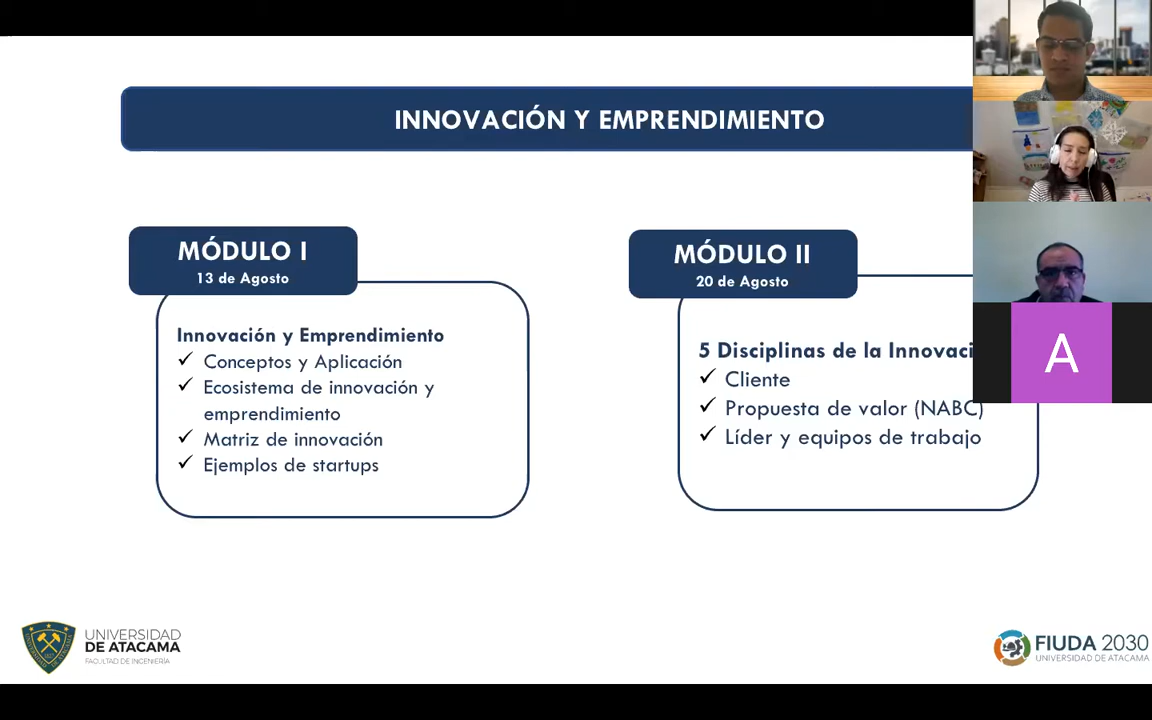 INNOVACIÓN Y EMPRENDIMIENTO
MÓDULO I
13 de Agosto
Innovación y Emprendimiento
Conceptos y Aplicación
Ecosistema de innovación y
emprendimiento
Matriz de innovación
Ejemplos de startups
MÓDULO II
20 de Agosto
5 Disciplinas de la Innovaci
Cliente
Propuesta de valor (NABC)
Líder y equipos de trabajo
A
UNIVERSIDAD
DE ATACAMA
FACULTAD DE INGENIERÍA
FIUDA 2030
UNIVERSIDAD DE ATACAMA